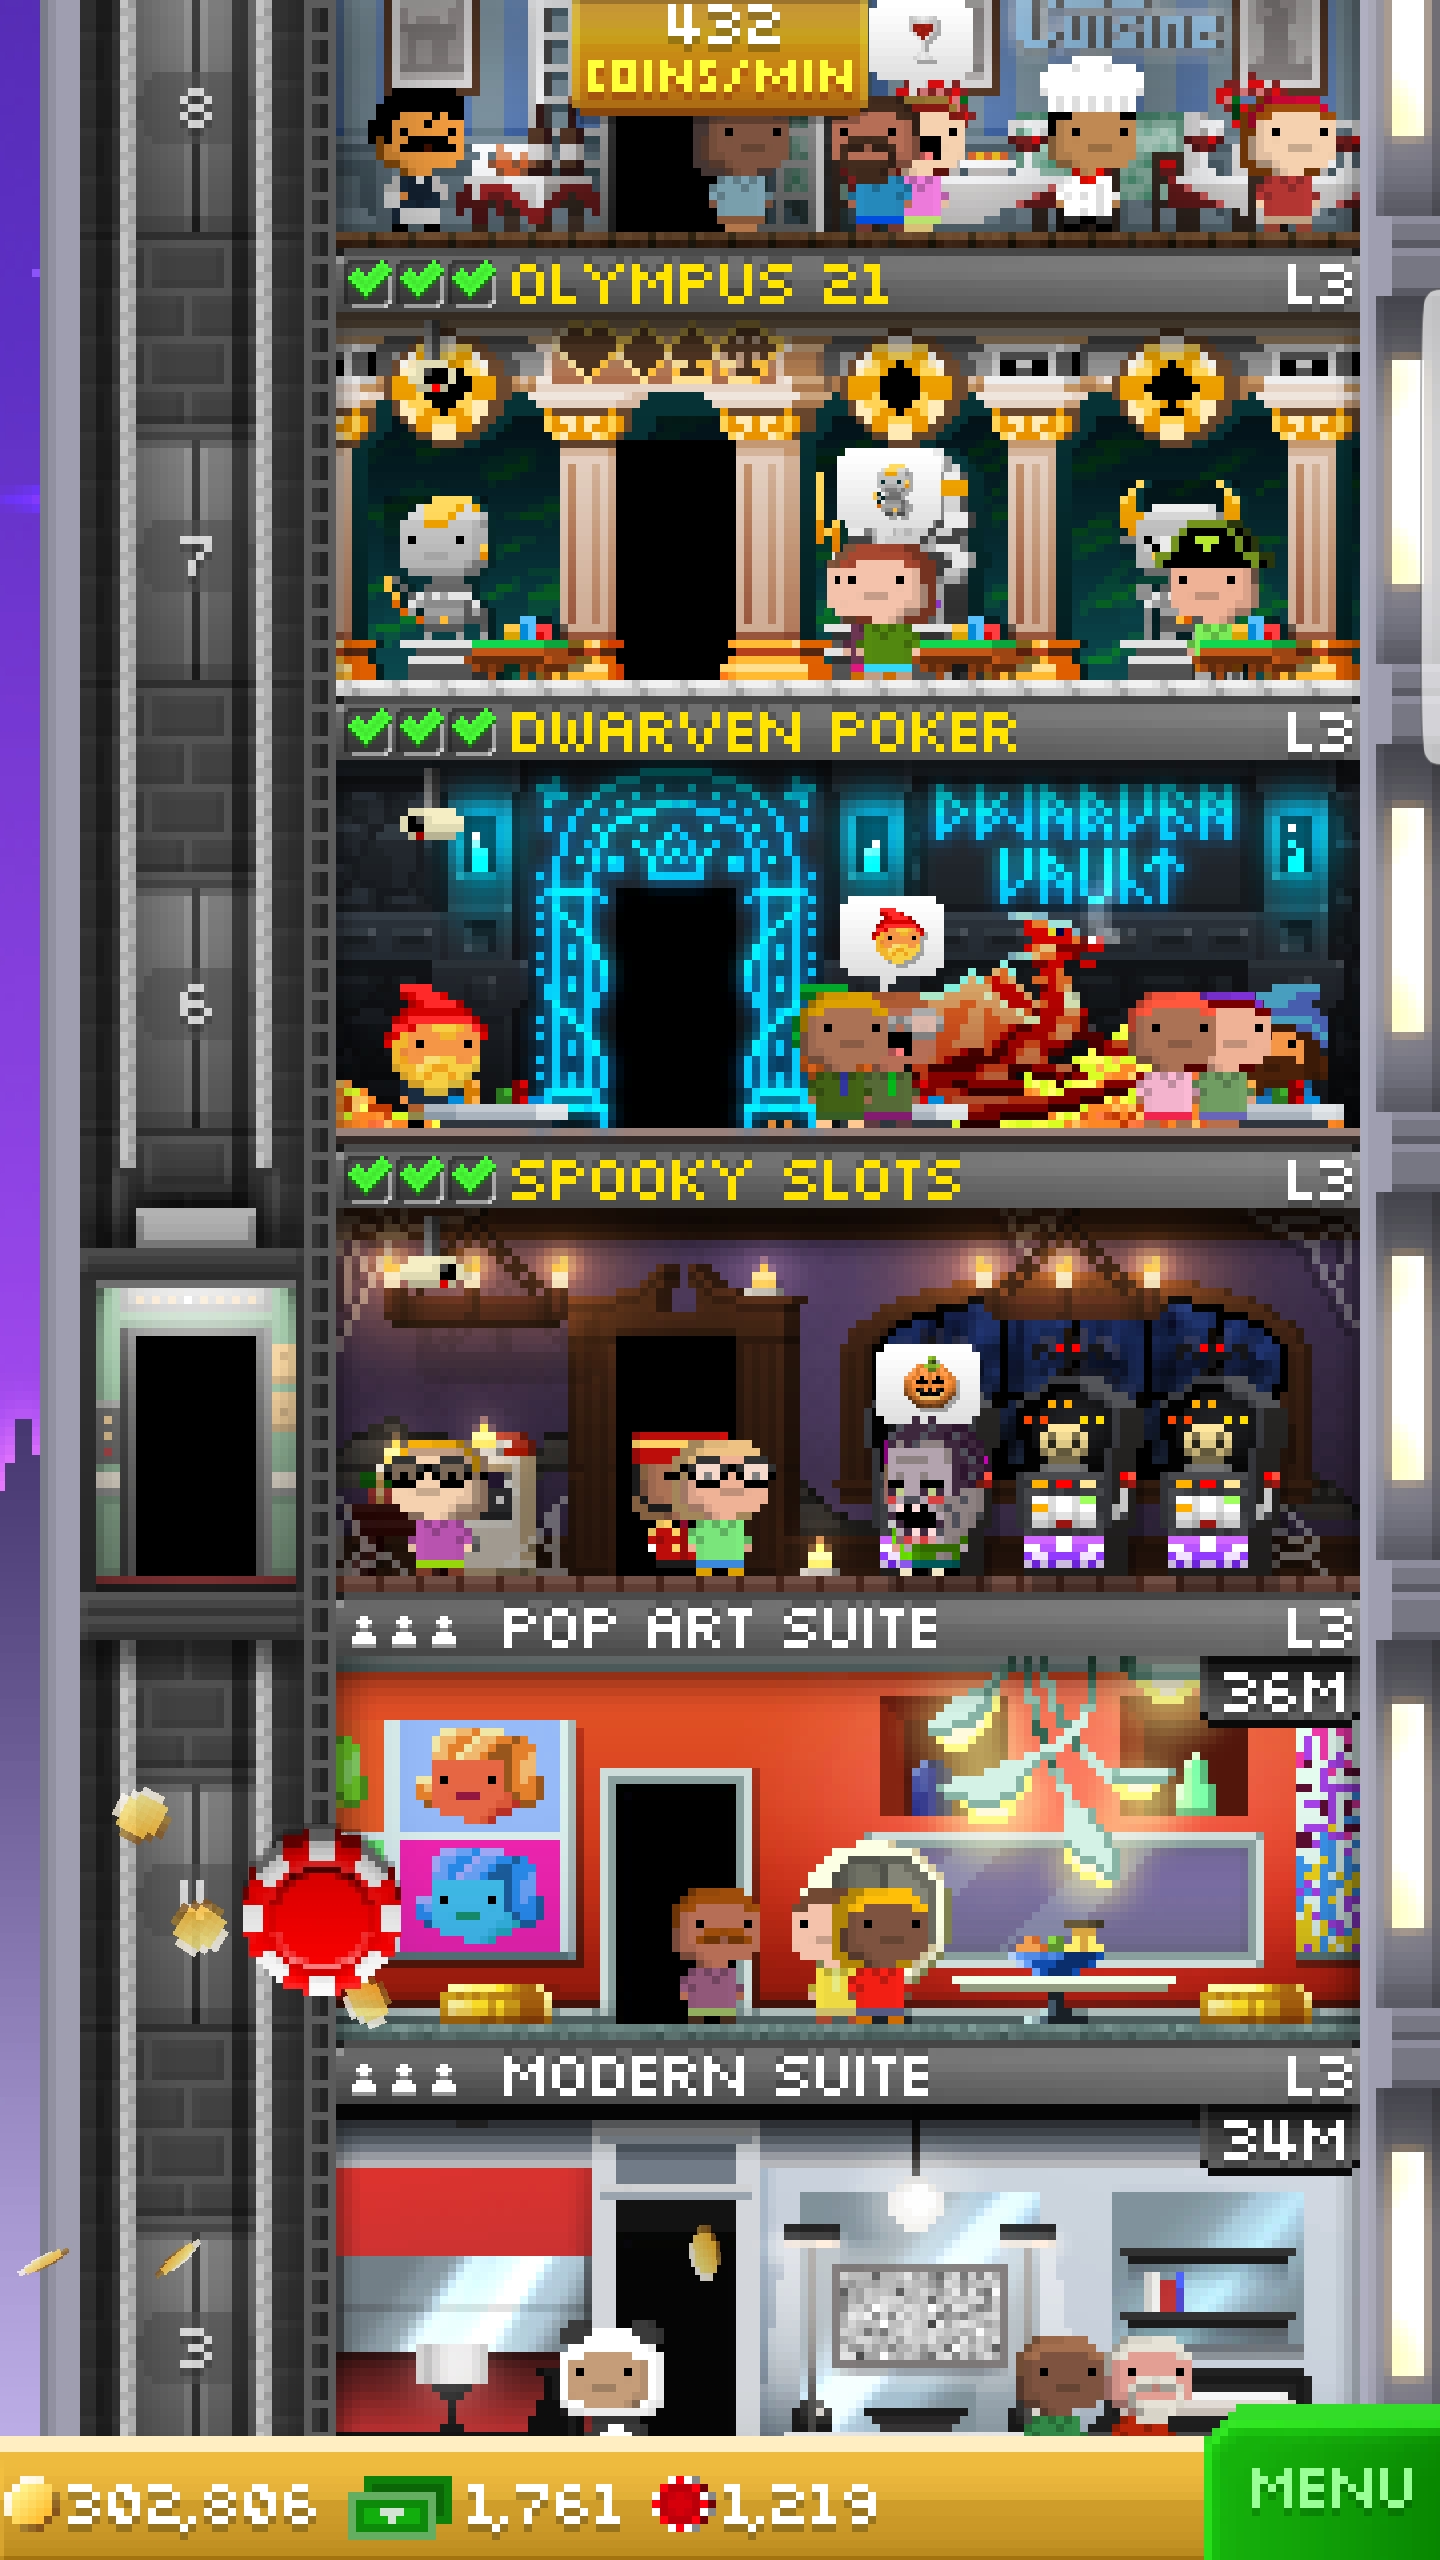 432
COINS/MIN
Cuisine
8
OLYMPUS 21
L3
7
DWARVEN POKER
L3
DWARVEN
VAULT
6
SPOOKY SLOTS
L3
POP ART SUITE
L3
36M
MODERN SUITE
L3
34M
3
302,806
1,761
1,219
MENU